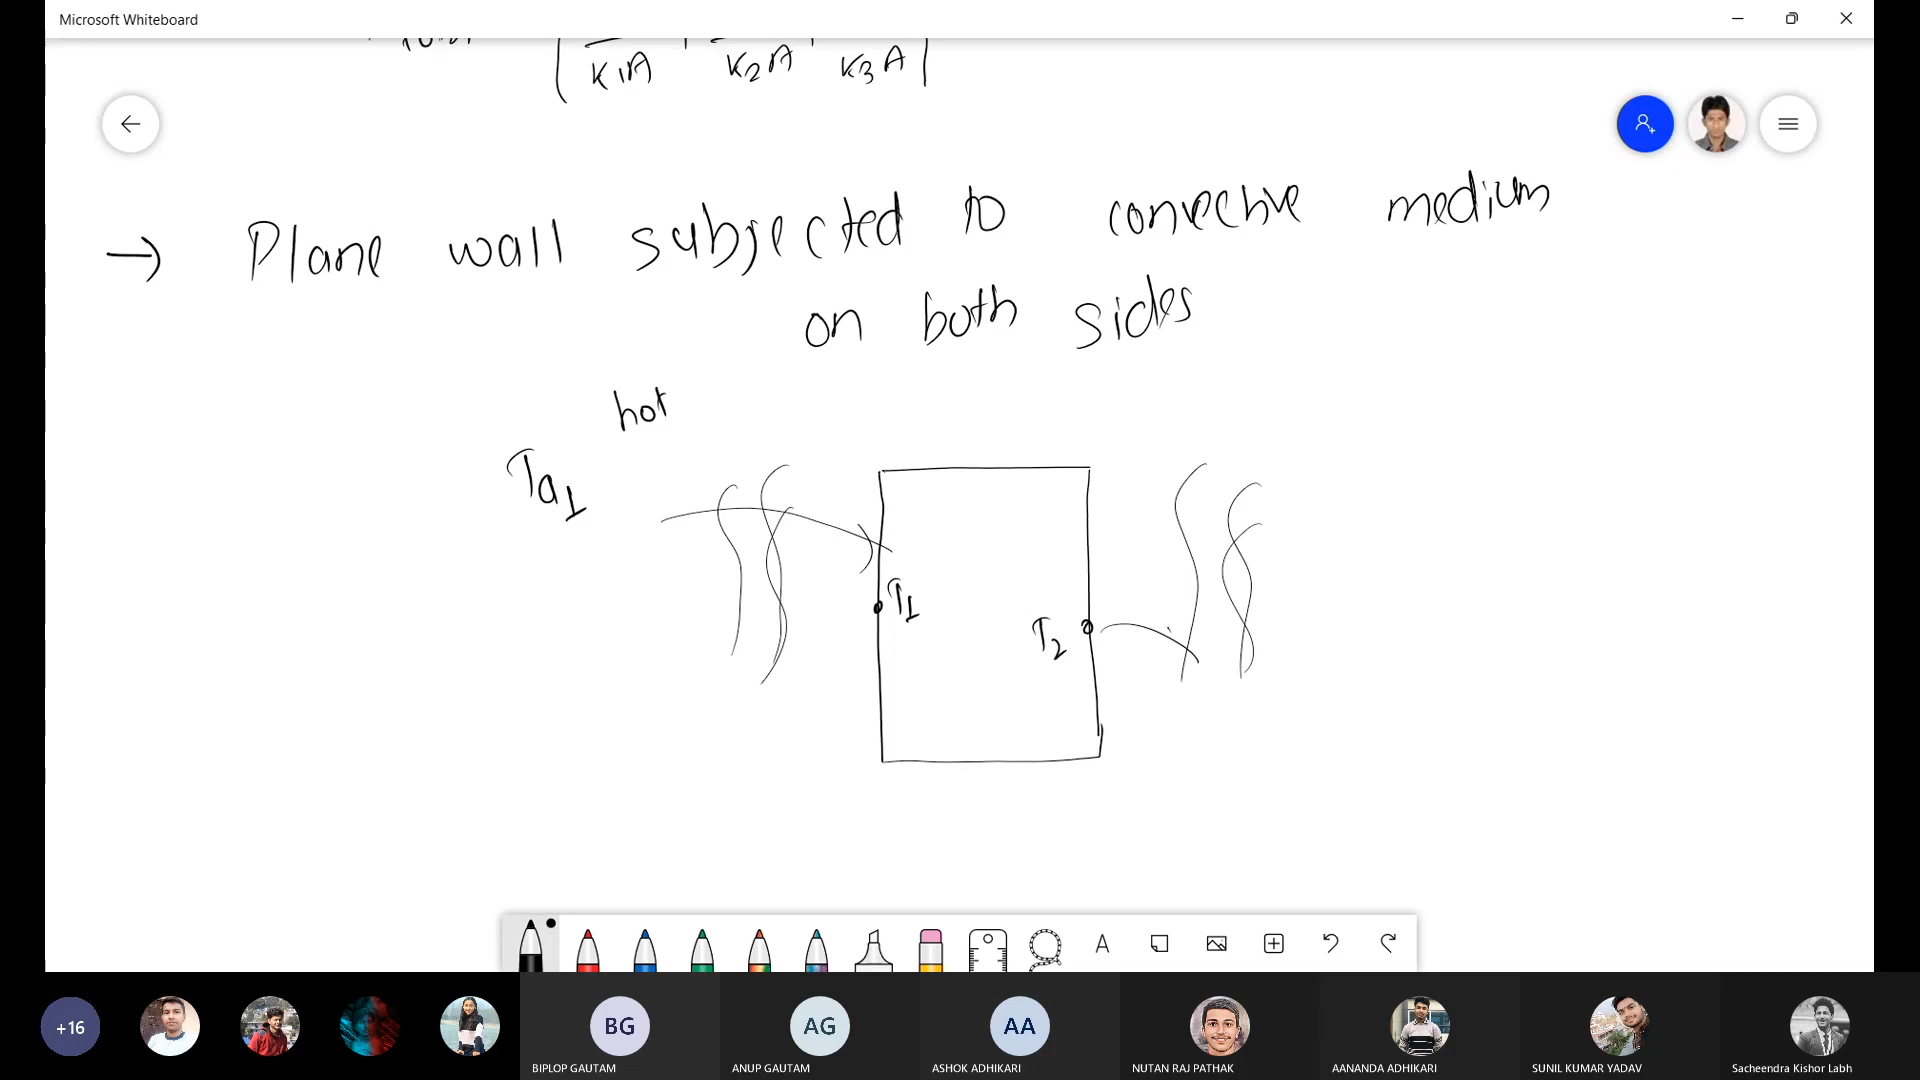 Microsoft Whiteboard
K1A K2A K3A
→ Plane wall subjected to convective medium
on both sides
hot
Ta1
T1
T2
A
+16
BG
AG
AA
BIPLOP GAUTAM
ANUP GAUTAM
ASHOK ADHIKARI
NUTAN RAJ PATHAK
AANANDA ADHIKARI
SUNIL KUMAR YADAV
Sacheendra Kishor Labh